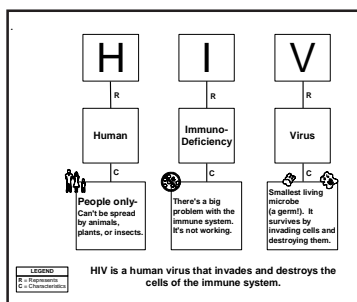 H I V
R R R
Human
Immuno-
Deficiency
Virus
C C C
People only-
Can't be spread
by animals,
plants, or insects.
There's a big
problem with the
immune system.
It's not working.
Smallest living
microbe
(a germ!). It
survives by
invading cells and
destroying them.
LEGEND
R = Represents
C = Characteristics
HIV is a human virus that invades and destroys the
cells of the immune system.